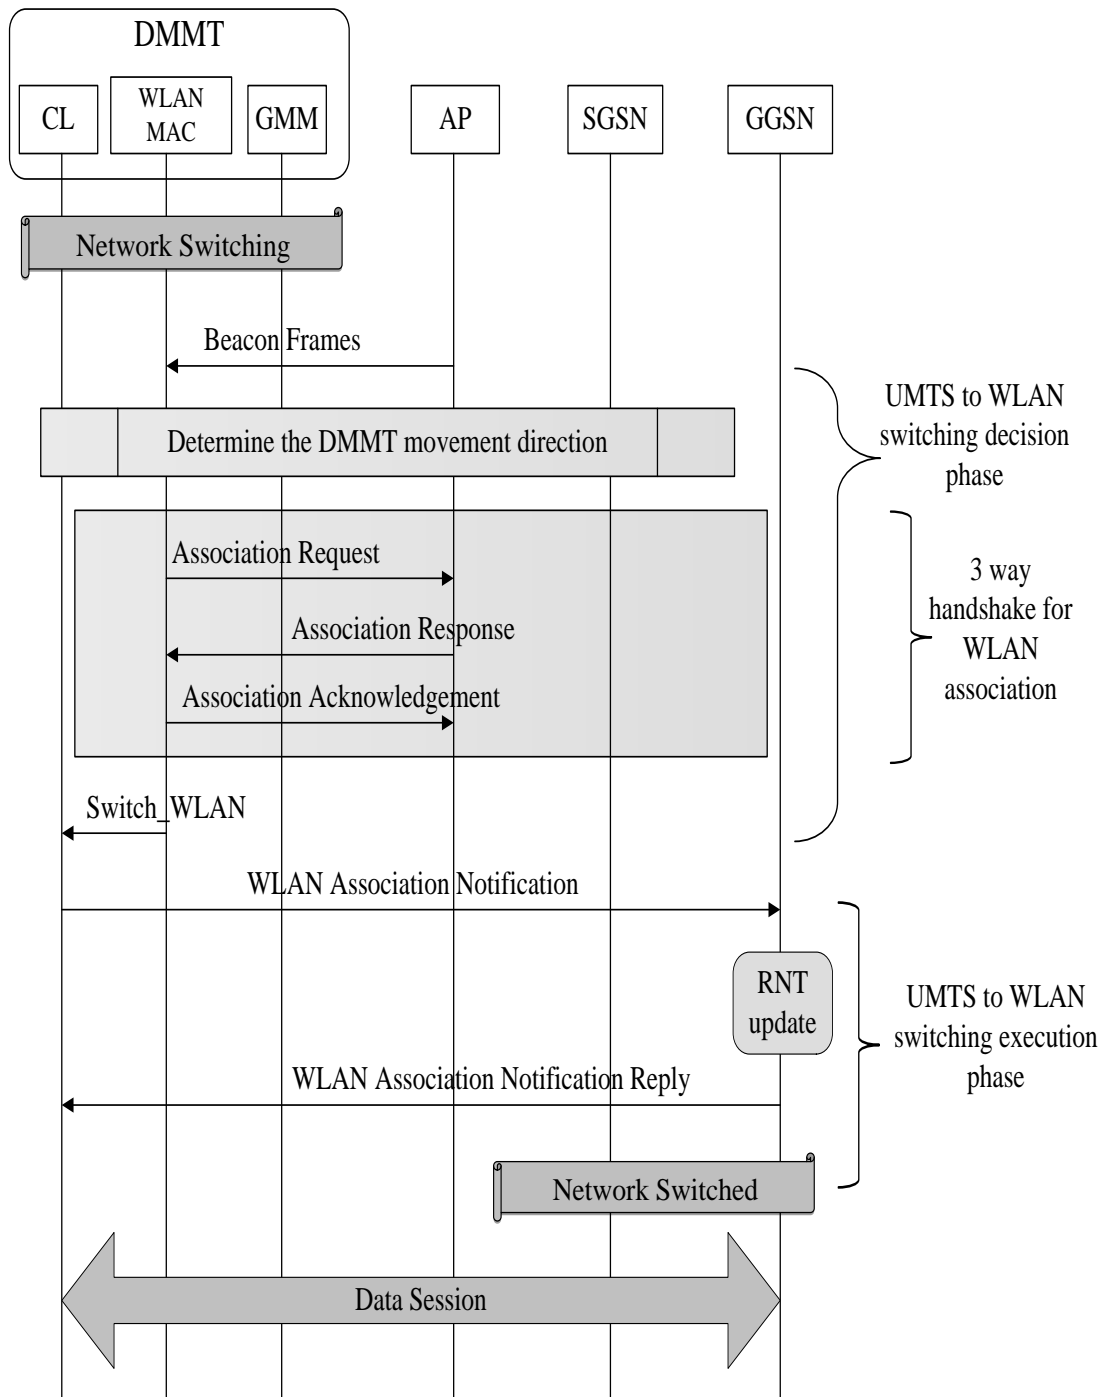 DMMT
CL
WLAN
MAC
GMM
AP
SGSN
GGSN
Network Switching
Beacon Frames
UMTS to WLAN
switching decision
phase
Determine the DMMT movement direction
Association Request
3 way
handshake for
WLAN
association
Association Response
Association Acknowledgement
Switch_WLAN
WLAN Association Notification
RNT
update
UMTS to WLAN
switching execution
phase
WLAN Association Notification Reply
Network Switched
Data Session